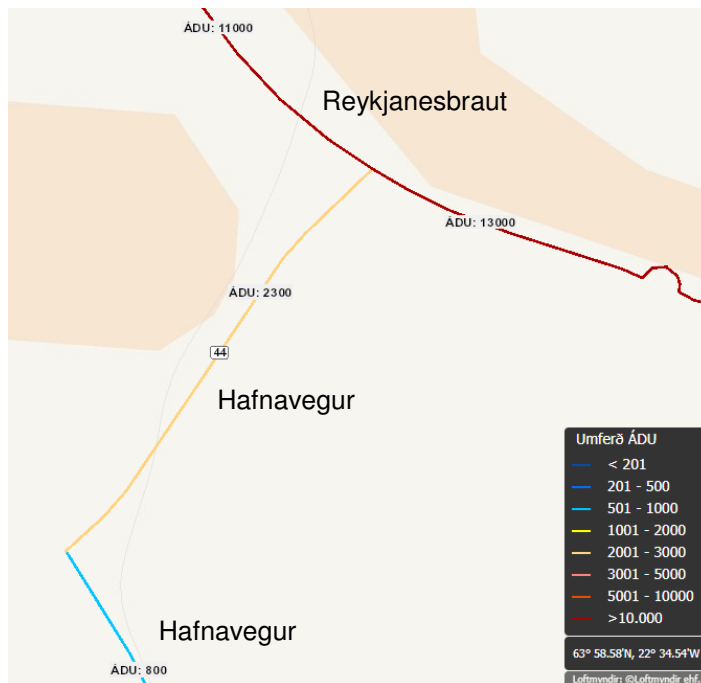 ÁDU: 11000
Reykjanesbraut
ÁDU: 13000
ÁDU: 2300
44
Hafnavegur
Hafnavegur
ÁDU: 800
Umferð ÁDU
< 201
201 - 500
501 - 1000
1001 - 2000
2001 - 3000
3001 - 5000
5001 - 10000
>10.000
63° 58.58'N, 22° 34.54'W
Loftmyndir: ©Loftmyndir ehf.